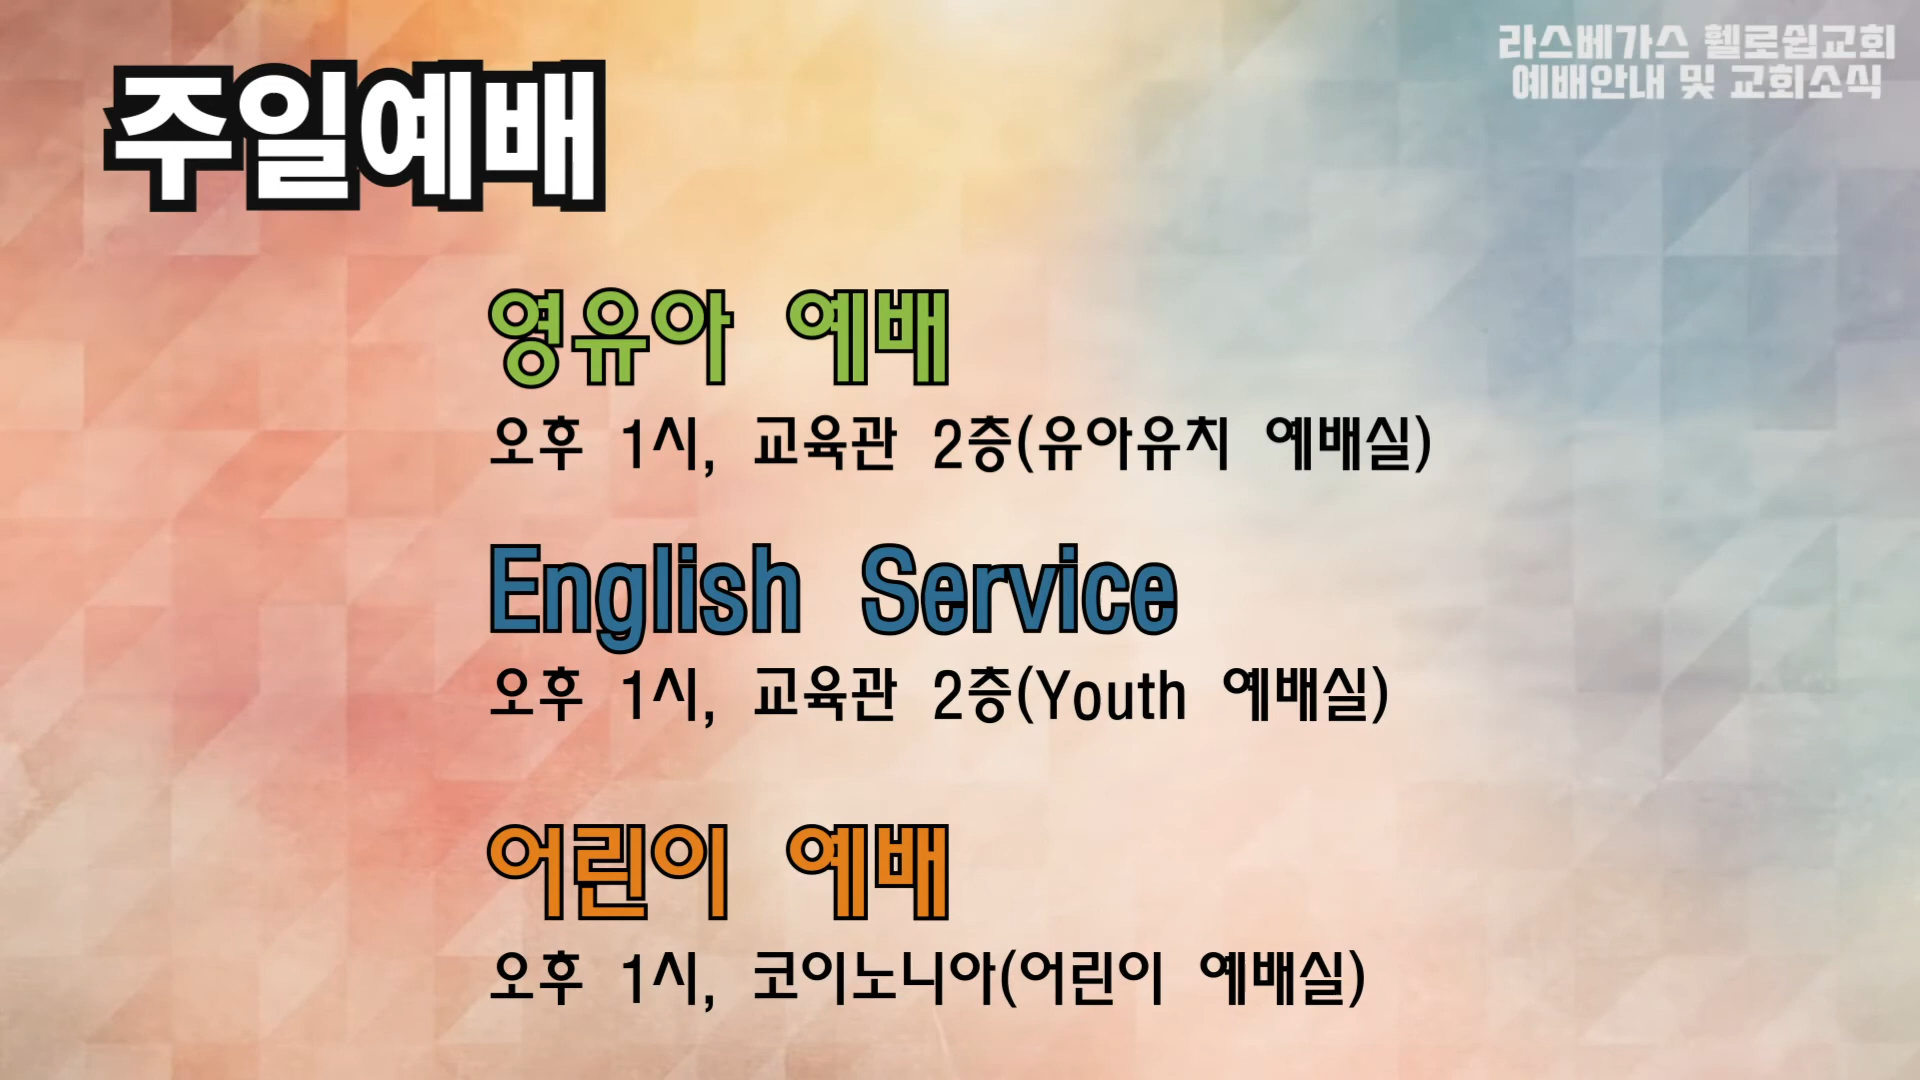 라스베가스 헬로쉽교회
예배안내 및 교회소식
주일예배
영유아 예배
오후 1시, 교육관 2층(유아유치 예배실)
English Service
오후 1시, 교육관 2층(Youth 예배실)
어린이 예배
오후 1시, 코이노니아(어린이 예배실)